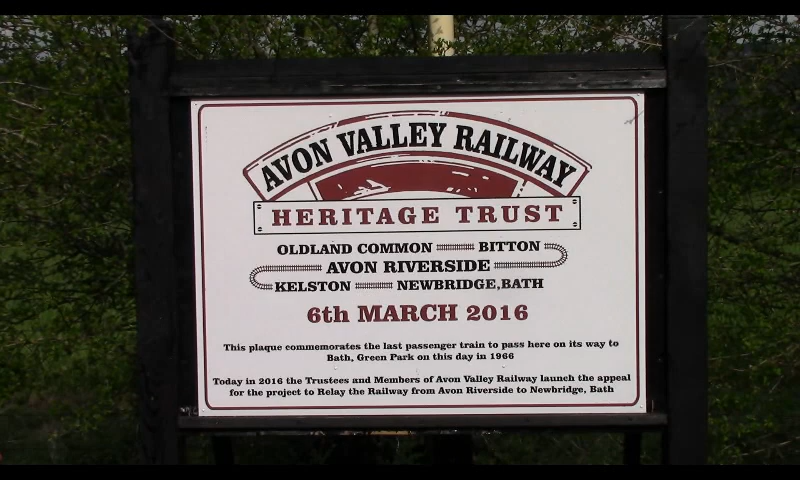 AVON VALLEY RAILWAY
HERITAGE TRUST
OLDLAND COMMON BITTON
AVON RIVERSIDE
KELSTON NEWBRIDGE,BATH
6th MARCH 2016
This plaque commemorates the last passenger train to pass here on its way to
Bath, Green Park on this day in 1966
Today in 2016 the Trustees and Members of Avon Valley Railway launch the appeal
for the project to Relay the Railway from Avon Riverside to Newbridge, Bath